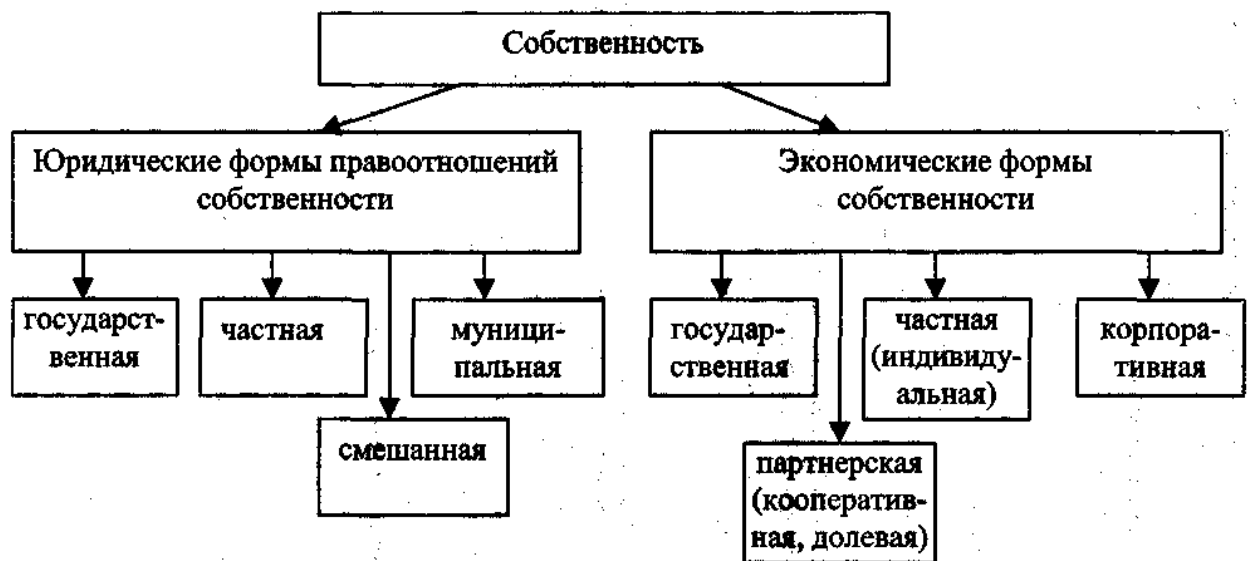 Собственность
Юридические формы правоотношений
собственности
Экономические формы
собственности
государст-
венная
частная
муници-
пальная
смешанная
государ-
ственная
частная
(индивиду-
альная)
корпора-
тивная
партнерская
(кооператив-
ная, долевая)